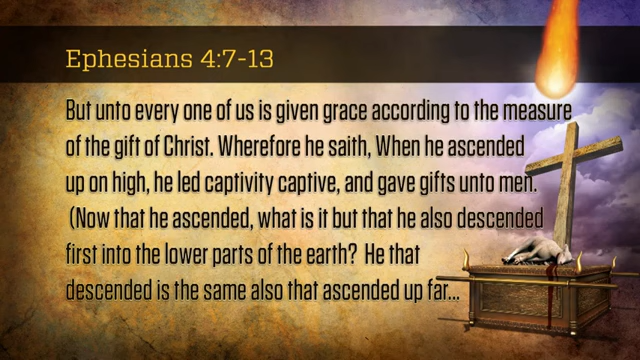 Ephesians 4:7-13
But unto every one of us is given grace according to the measure
of the gift of Christ. Wherefore he saith, When he ascended
up on high, he led captivity captive, and gave gifts unto men.
(Now that he ascended, what is it but that he also descended
first into the lower parts of the earth? He that
descended is the same also that ascended up far...